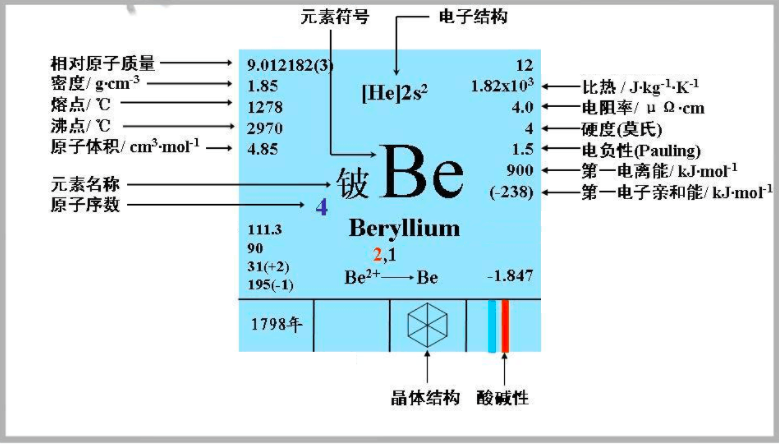 元素符号 电子结构
相对原子质量 9.012182(3) 12
密度/ g·cm⁻³ 1.85 [He]2s² 1.82x10³ 比热 / J·kg⁻¹·K⁻¹
熔点/ ℃ 1278 4.0 电阻率/ μ Ω·cm
沸点/ ℃ 2970 4 硬度(莫氏)
原子体积/ cm³·mol⁻¹ 4.85 1.5 电负性(Pauling)
900 第一电离能/ kJ·mol⁻¹
元素名称 铍 Be (-238) 第一电子亲和能/ kJ·mol⁻¹
原子序数 4
111.3 Beryllium
90 2,1
31(+2)
195(-1) Be²⁺ Be -1.847
1798年
晶体结构 酸碱性